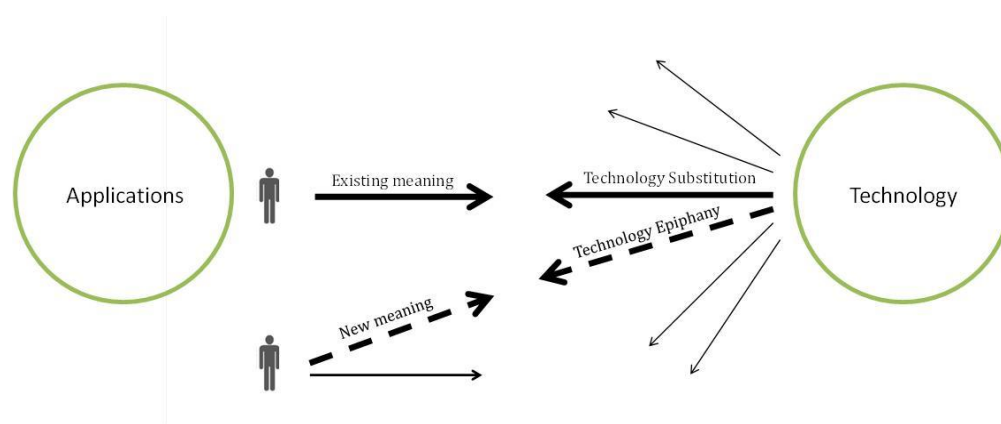 Applications
Existing meaning
Technology Substitution
Technology
Technology Epiphany
New meaning